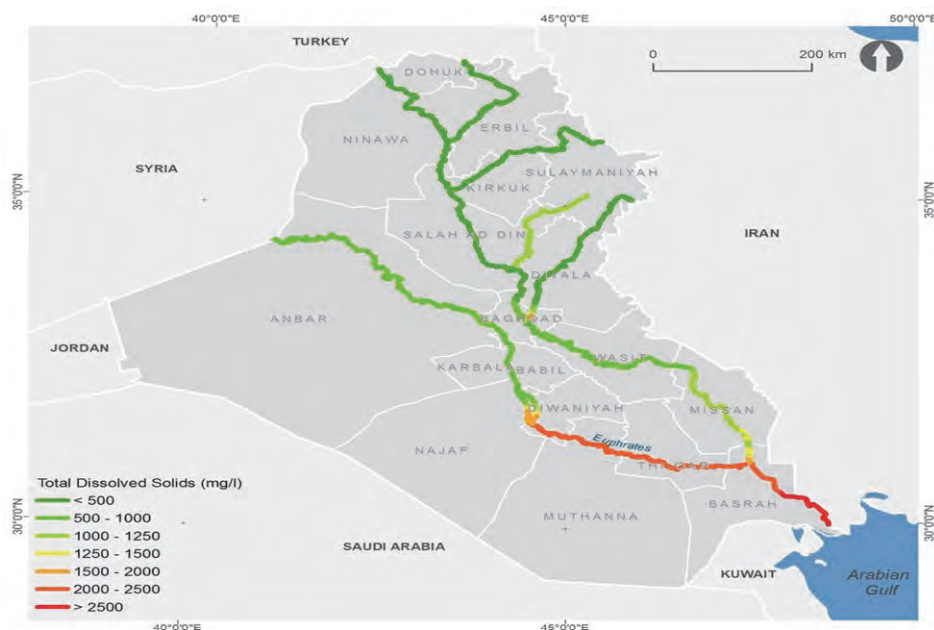 40°0'0"E
45°0'0"E
50°0'0"E
TURKEY
0
200 km
DOHUK
ERBIL
NINAWA
SYRIA
SULAYMANIYAH
KIRKUK
35°0'0"N
35°0'0"N
SALAH AD DIN
IRAN
DIYALA
ANBAR
BAGHDAD
JORDAN
WASIT
KARBALA
BABIL
DIWANIYAH
MISSAN
Euphrates
NAJAF
THI QAR
Total Dissolved Solids (mg/l)
< 500
500 - 1000
1000 - 1250
1250 - 1500
1500 - 2000
2000 - 2500
> 2500
BASRAH
MUTHANNA
30°0'0"N
30°0'0"N
SAUDI ARABIA
KUWAIT
Arabian
Gulf
40°0'0"E
45°0'0"E